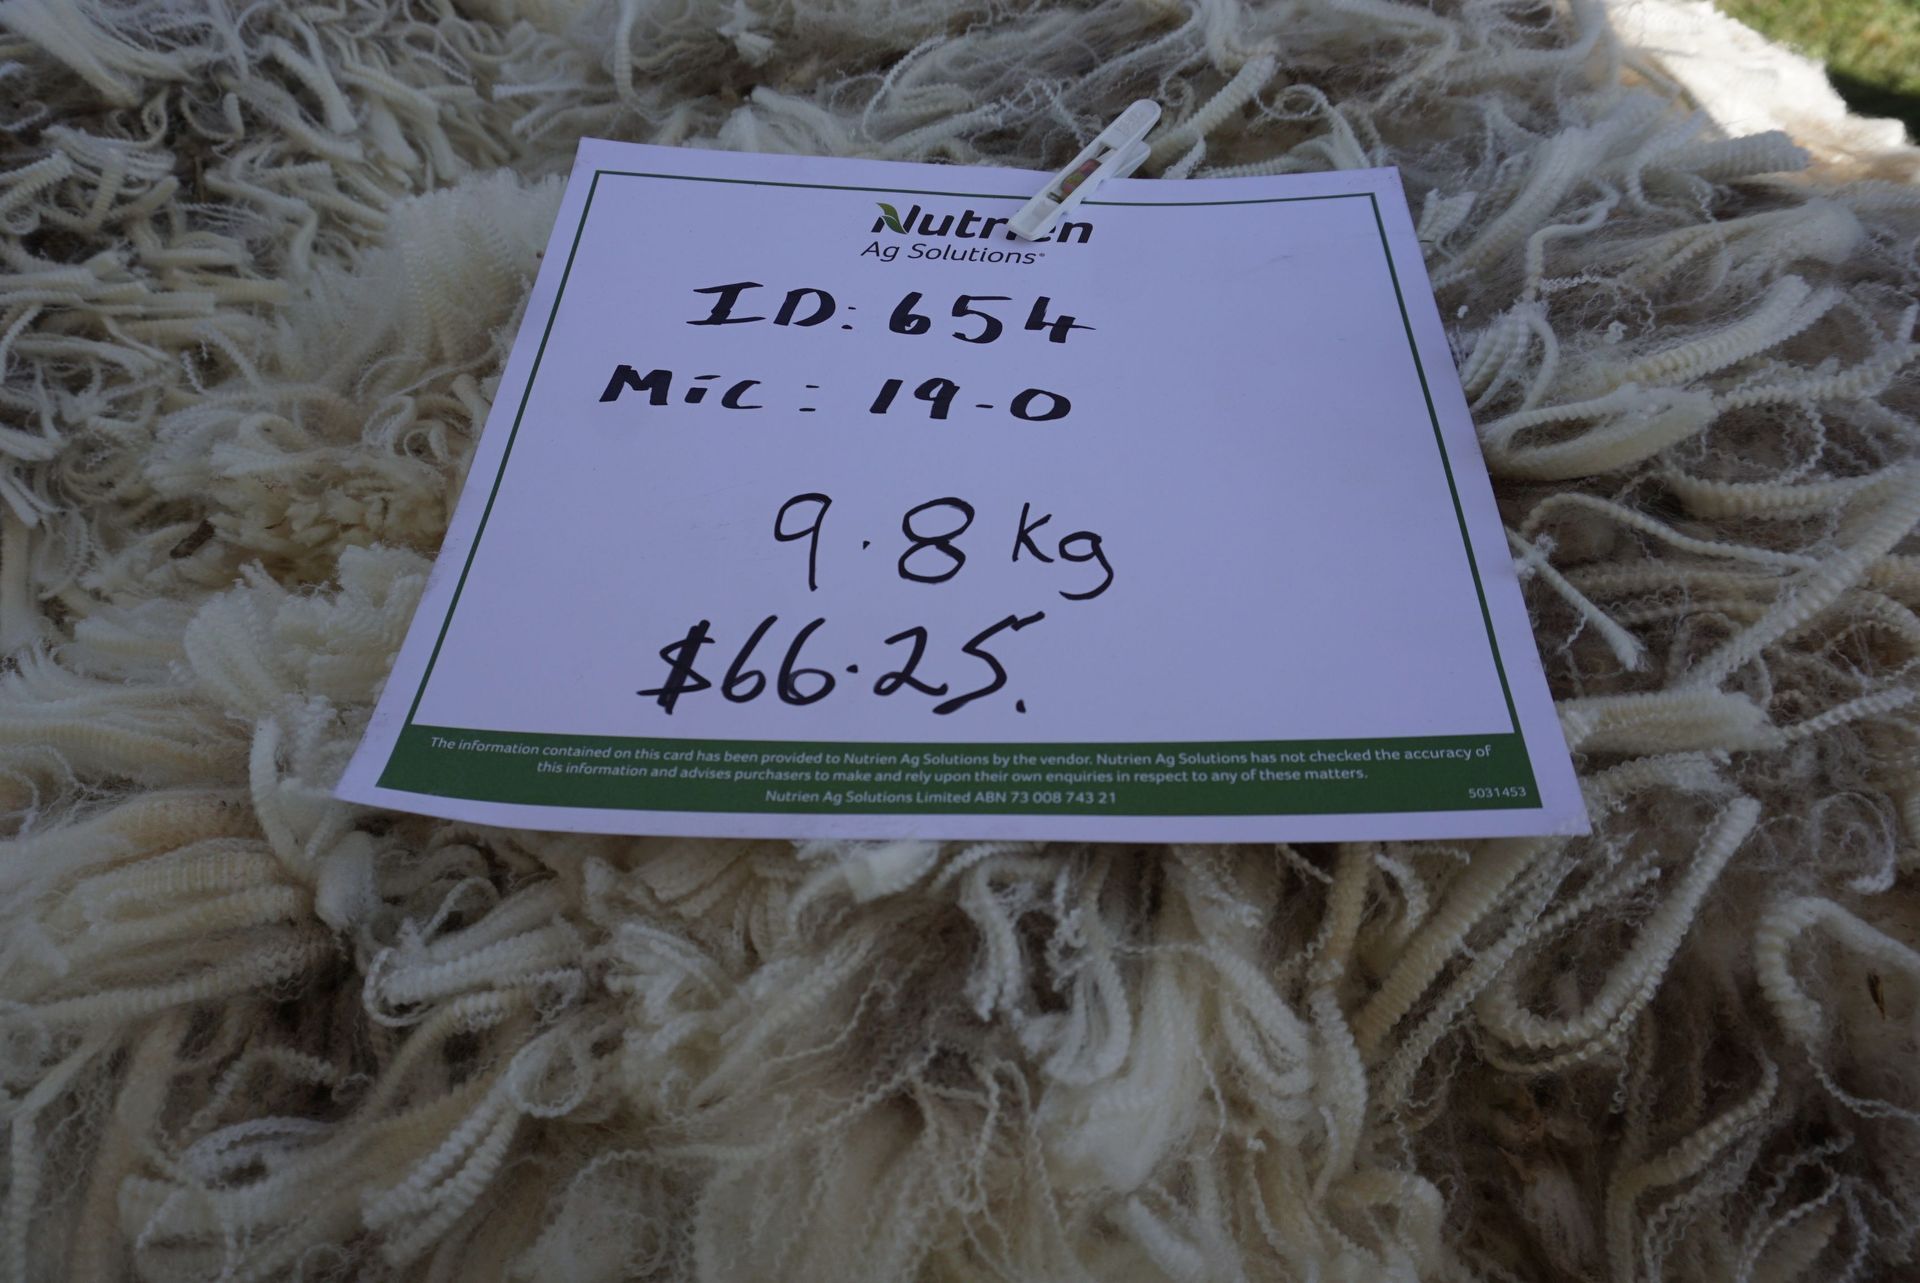 Nutrien
Ag Solutions®
ID: 654
Mic: 19.0
9.8 kg
$66.25.
The information contained on this card has been provided to Nutrien Ag Solutions by the vendor. Nutrien Ag Solutions has not checked the accuracy of
this information and advises purchasers to make and rely upon their own enquiries in respect to any of these matters.
Nutrien Ag Solutions Limited ABN 73 008 743 21
5031453